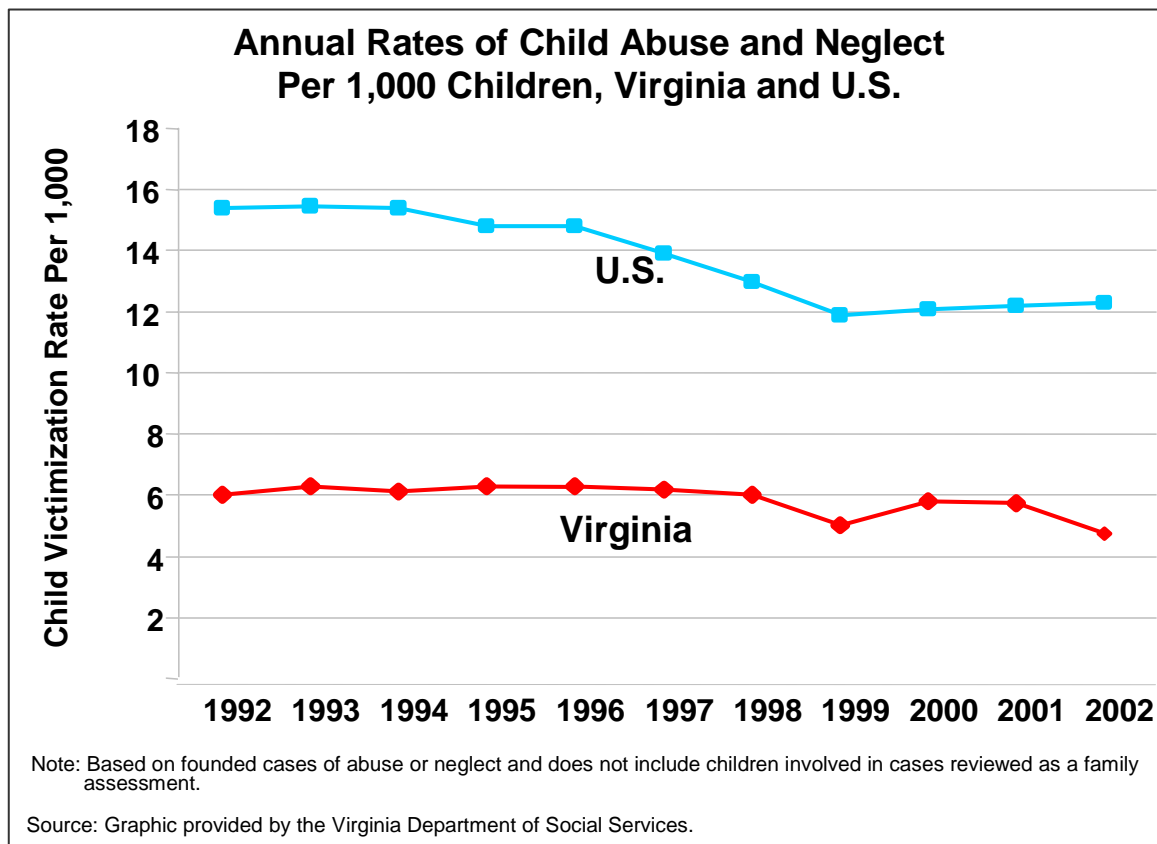 Annual Rates of Child Abuse and Neglect
Per 1,000 Children, Virginia and U.S.
Child Victimization Rate Per 1,000
18
16
14
12
10
8
6
4
2
U.S.
Virginia
1992 1993 1994 1995 1996 1997 1998 1999 2000 2001 2002
Note: Based on founded cases of abuse or neglect and does not include children involved in cases reviewed as a family
assessment.
Source: Graphic provided by the Virginia Department of Social Services.